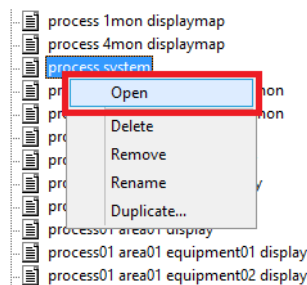 process 1mon displaymap
process 4mon displaymap
process system
Open
Delete
Remove
Rename
Duplicate...
process01 area01 display
process01 area01 equipment01 display
process01 area01 equipment02 display